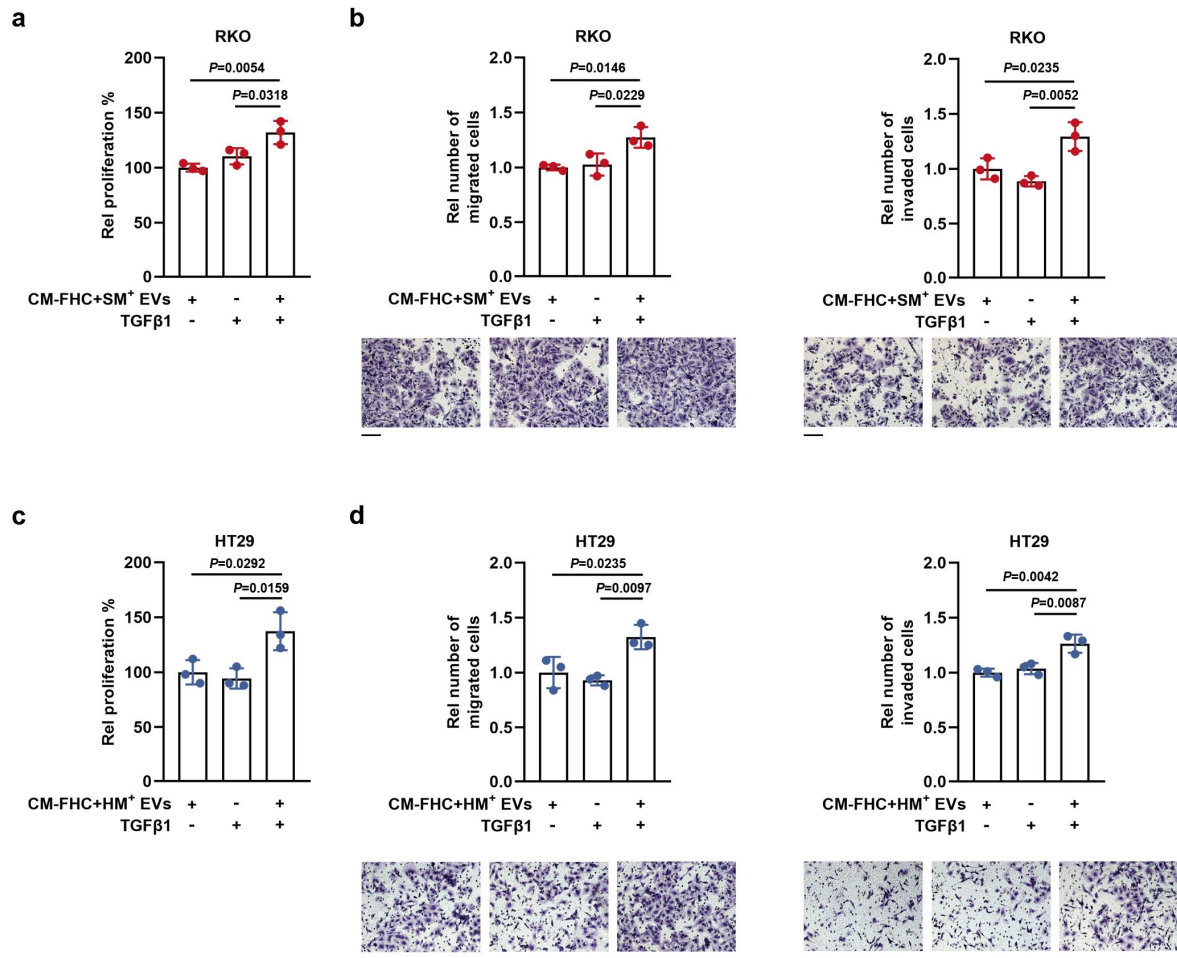 a
RKO
Rel proliferation %
200
150
100
50
0
P=0.0054
P=0.0318
CM-FHC+SM⁺ EVs + - +
TGFβ1 - + +
b
RKO
Rel number of
migrated cells
2.0
1.5
1.0
0.5
0.0
P=0.0146
P=0.0229
CM-FHC+SM⁺ EVs + - +
TGFβ1 - + +
RKO
Rel number of
invaded cells
2.0
1.5
1.0
0.5
0.0
P=0.0235
P=0.0052
CM-FHC+SM⁺ EVs + - +
TGFβ1 - + +
c
HT29
Rel proliferation %
200
150
100
50
0
P=0.0292
P=0.0159
CM-FHC+HM⁺ EVs + - +
TGFβ1 - + +
d
HT29
Rel number of
migrated cells
2.0
1.5
1.0
0.5
0.0
P=0.0235
P=0.0097
CM-FHC+HM⁺ EVs + - +
TGFβ1 - + +
HT29
Rel number of
invaded cells
2.0
1.5
1.0
0.5
0.0
P=0.0042
P=0.0087
CM-FHC+HM⁺ EVs + - +
TGFβ1 - + +